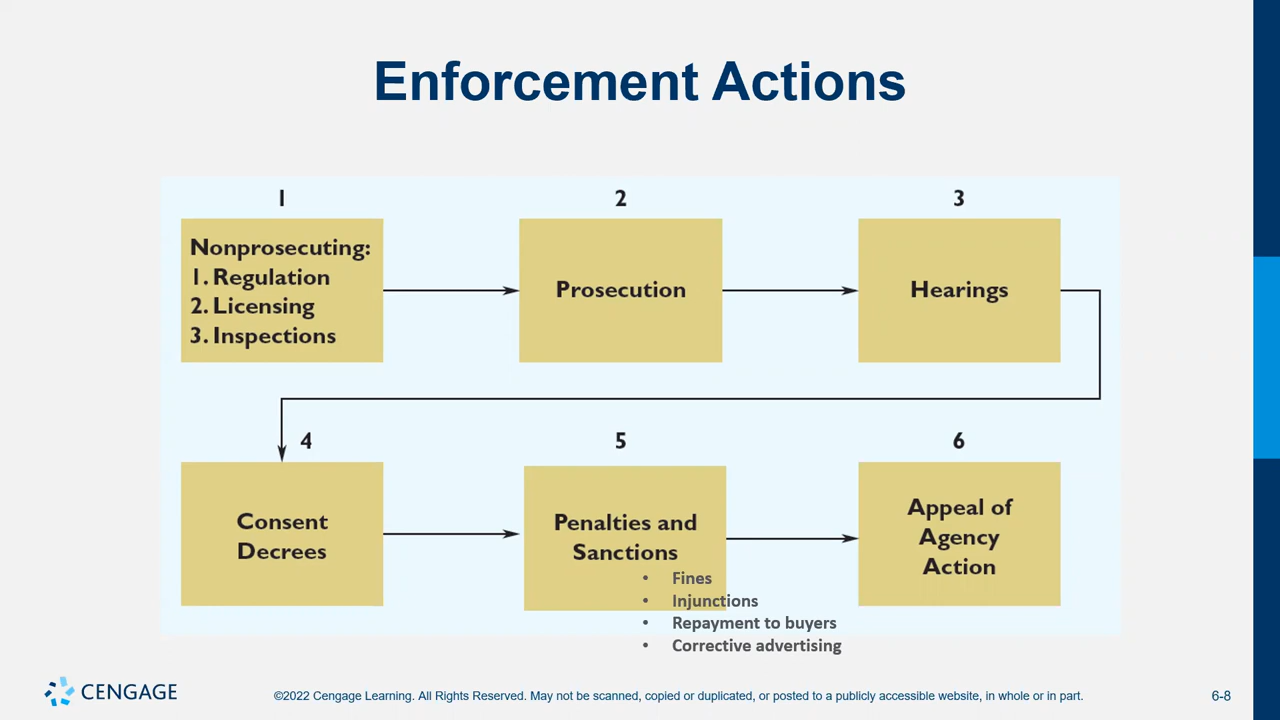 Enforcement Actions
1
Nonprosecuting:
1. Regulation
2. Licensing
3. Inspections
2
Prosecution
3
Hearings
4
Consent
Decrees
5
Penalties and
Sanctions
• Fines
• Injunctions
• Repayment to buyers
• Corrective advertising
6
Appeal of
Agency
Action
CENGAGE
©2022 Cengage Learning. All Rights Reserved. May not be scanned, copied or duplicated, or posted to a publicly accessible website, in whole or in part.
6-8